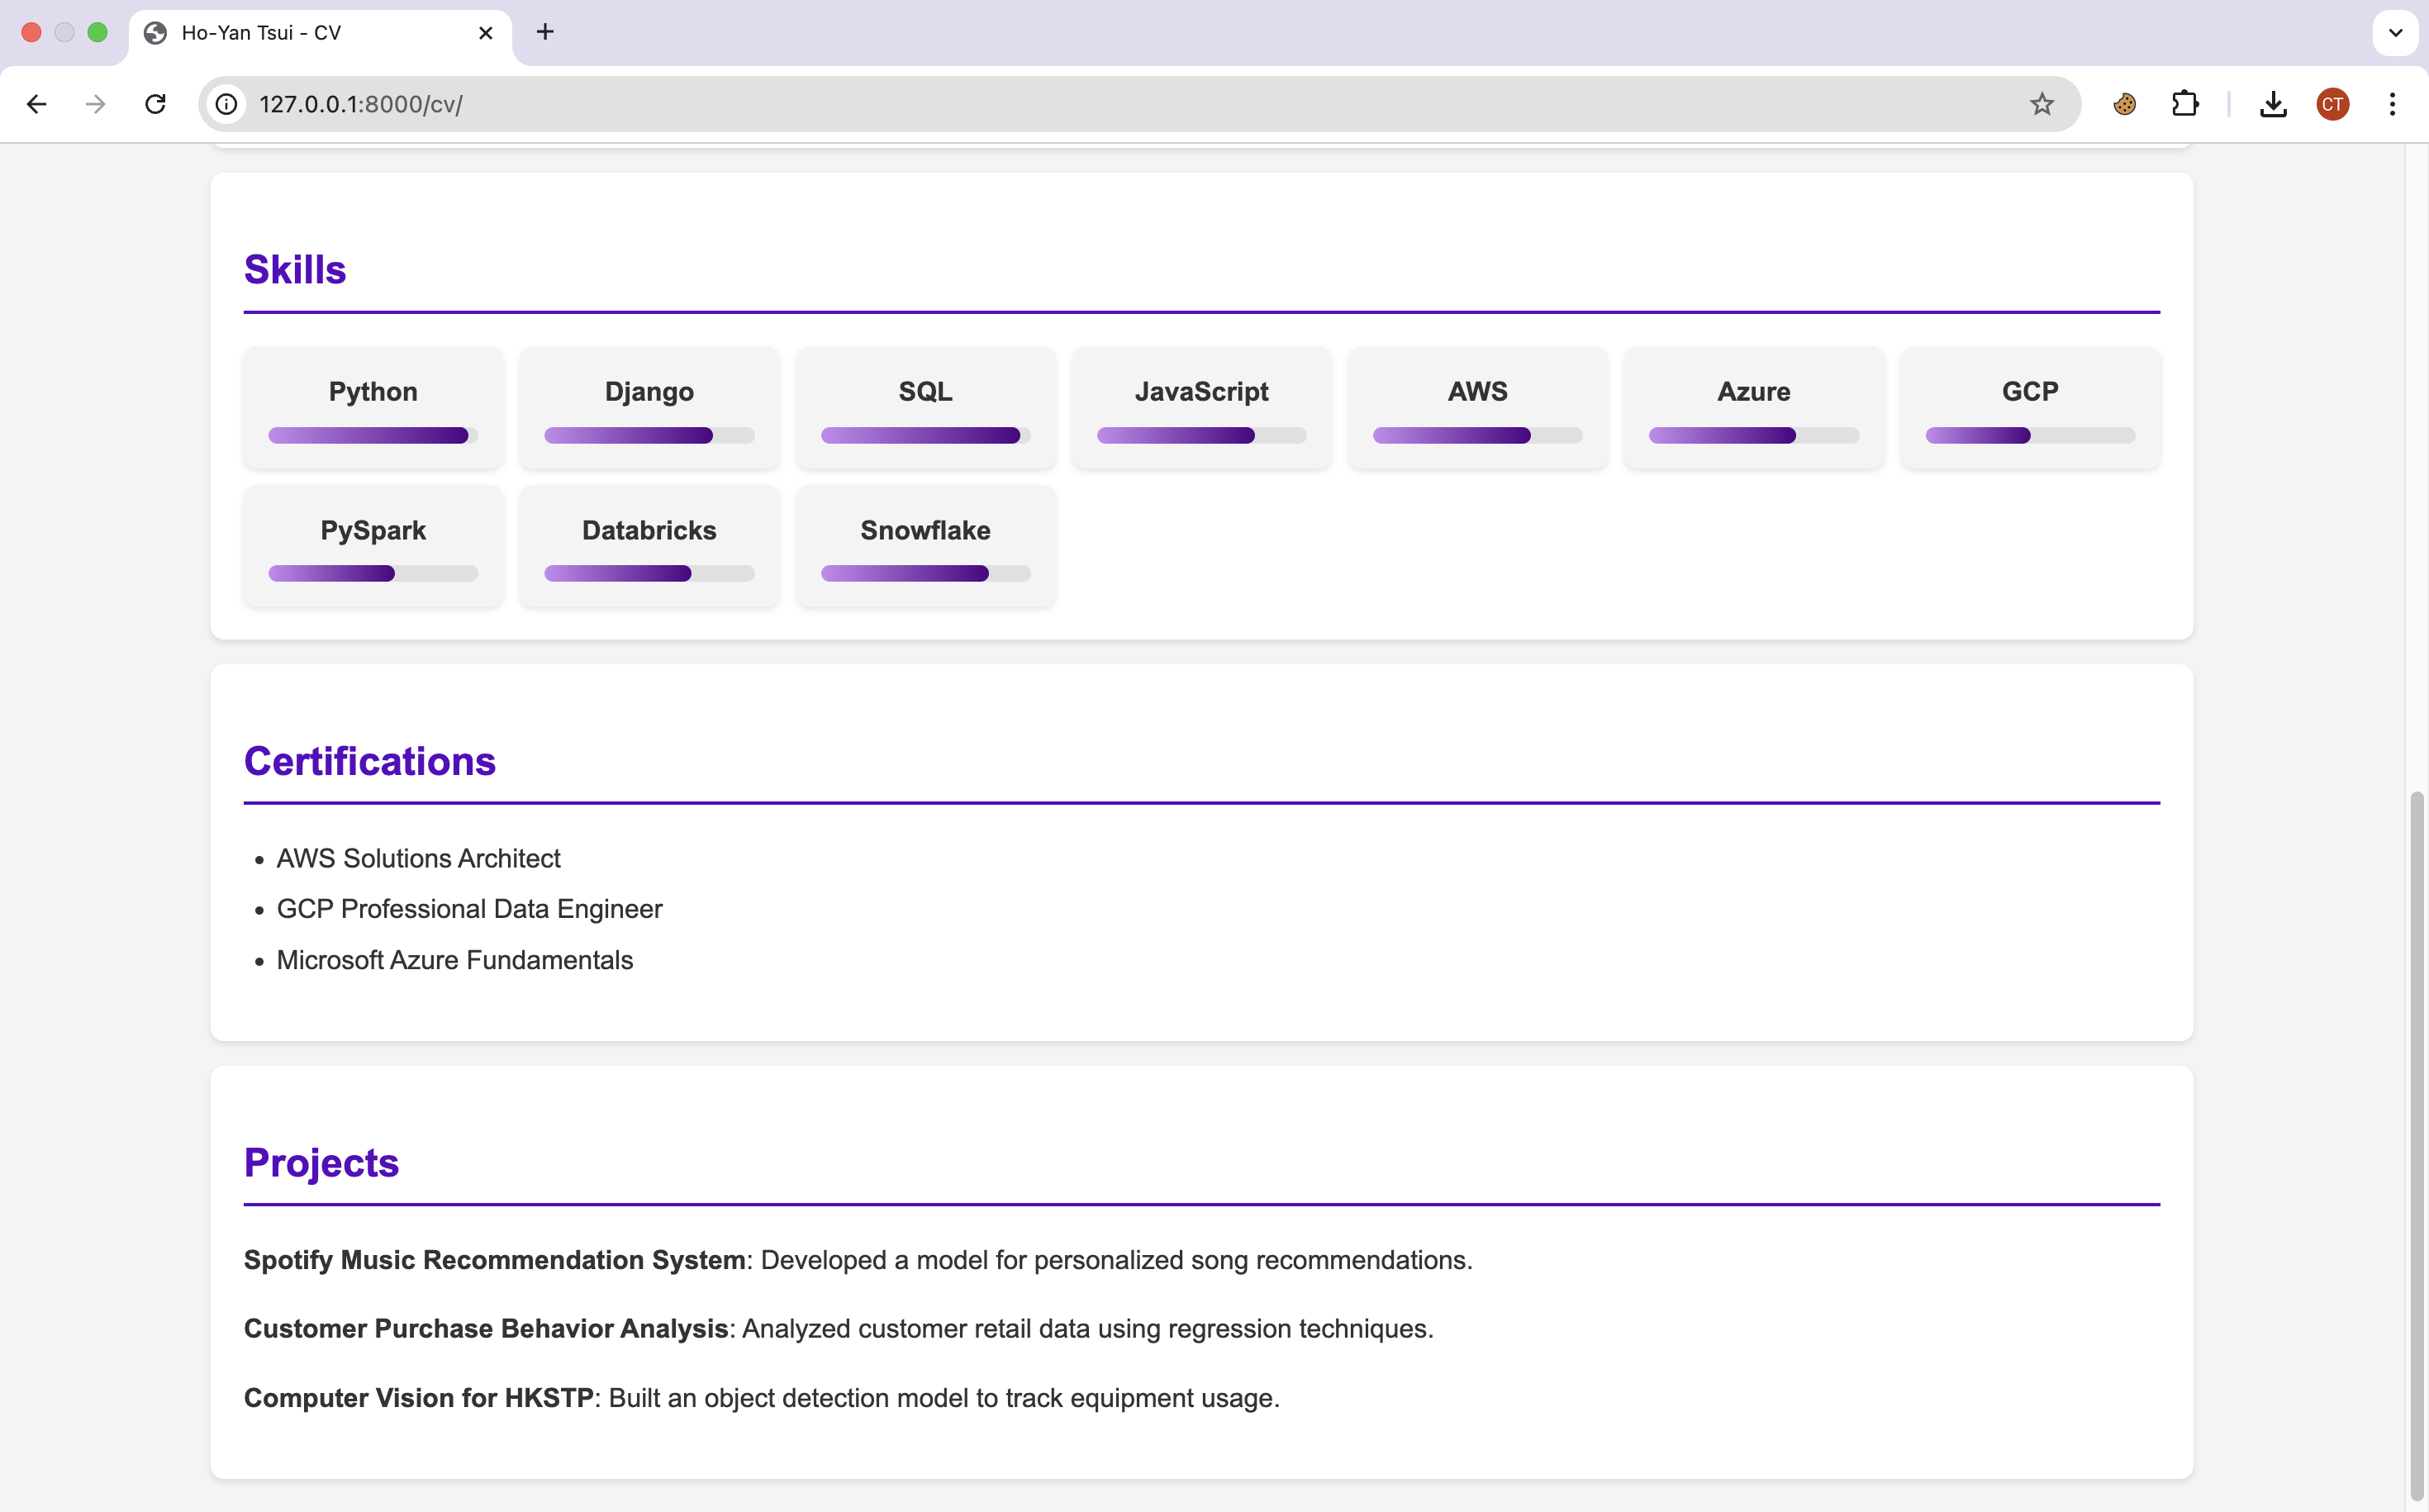 Ho-Yan Tsui - CV
127.0.0.1:8000/cv/
CT
Skills
Python Django SQL JavaScript AWS Azure GCP
PySpark Databricks Snowflake
Certifications
• AWS Solutions Architect
• GCP Professional Data Engineer
• Microsoft Azure Fundamentals
Projects
Spotify Music Recommendation System: Developed a model for personalized song recommendations.
Customer Purchase Behavior Analysis: Analyzed customer retail data using regression techniques.
Computer Vision for HKSTP: Built an object detection model to track equipment usage.